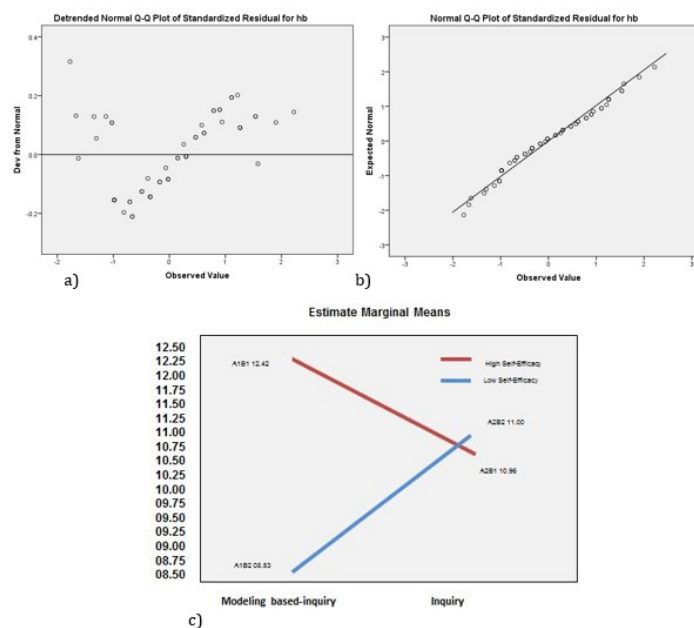 Detrended Normal Q-Q Plot of Standardized Residual for hb
0.4
0.2
0.0
-0.2
Dev from Normal
-2
-1
0
1
2
3
Observed Value
a)
Normal Q-Q Plot of Standardized Residual for hb
3
2
1
0
-1
-2
-3
Expected Normal
-3
-2
-1
0
1
2
3
Observed Value
b)
Estimate Marginal Means
12.50
12.25
12.00
11.75
11.50
11.25
11.00
10.75
10.50
10.25
10.00
09.75
09.50
09.25
09.00
08.75
08.50
A1B1 12.42
High Self-Efficacy
Low Self-Efficacy
A2B2 11.00
A2B1 10.96
A1B2 08.53
Modeling based-inquiry
Inquiry
c)